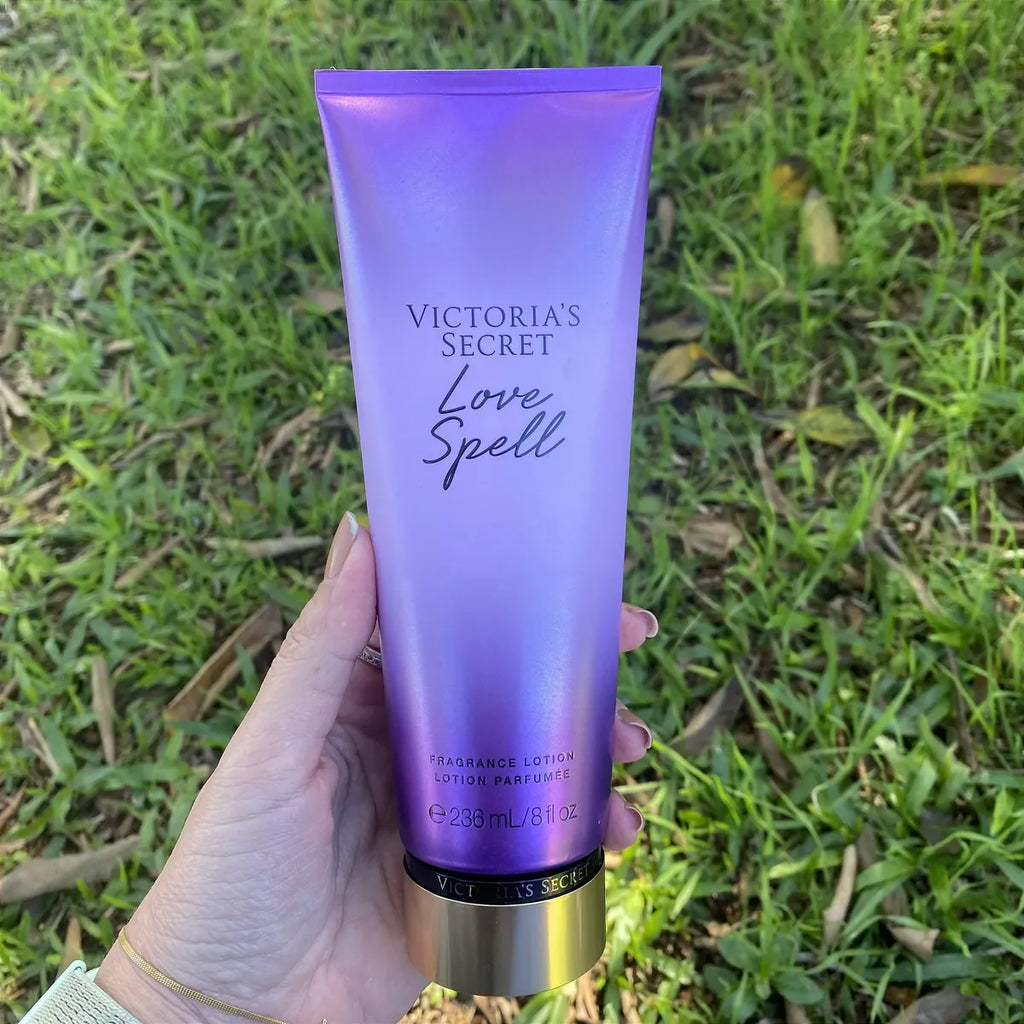 VICTORIA'S
SECRET
Love
Spell
FRAGRANCE LOTION
LOTION PARFUMÉE
℮ 236 mL/8 fl oz
VICTORIA'S SECRET